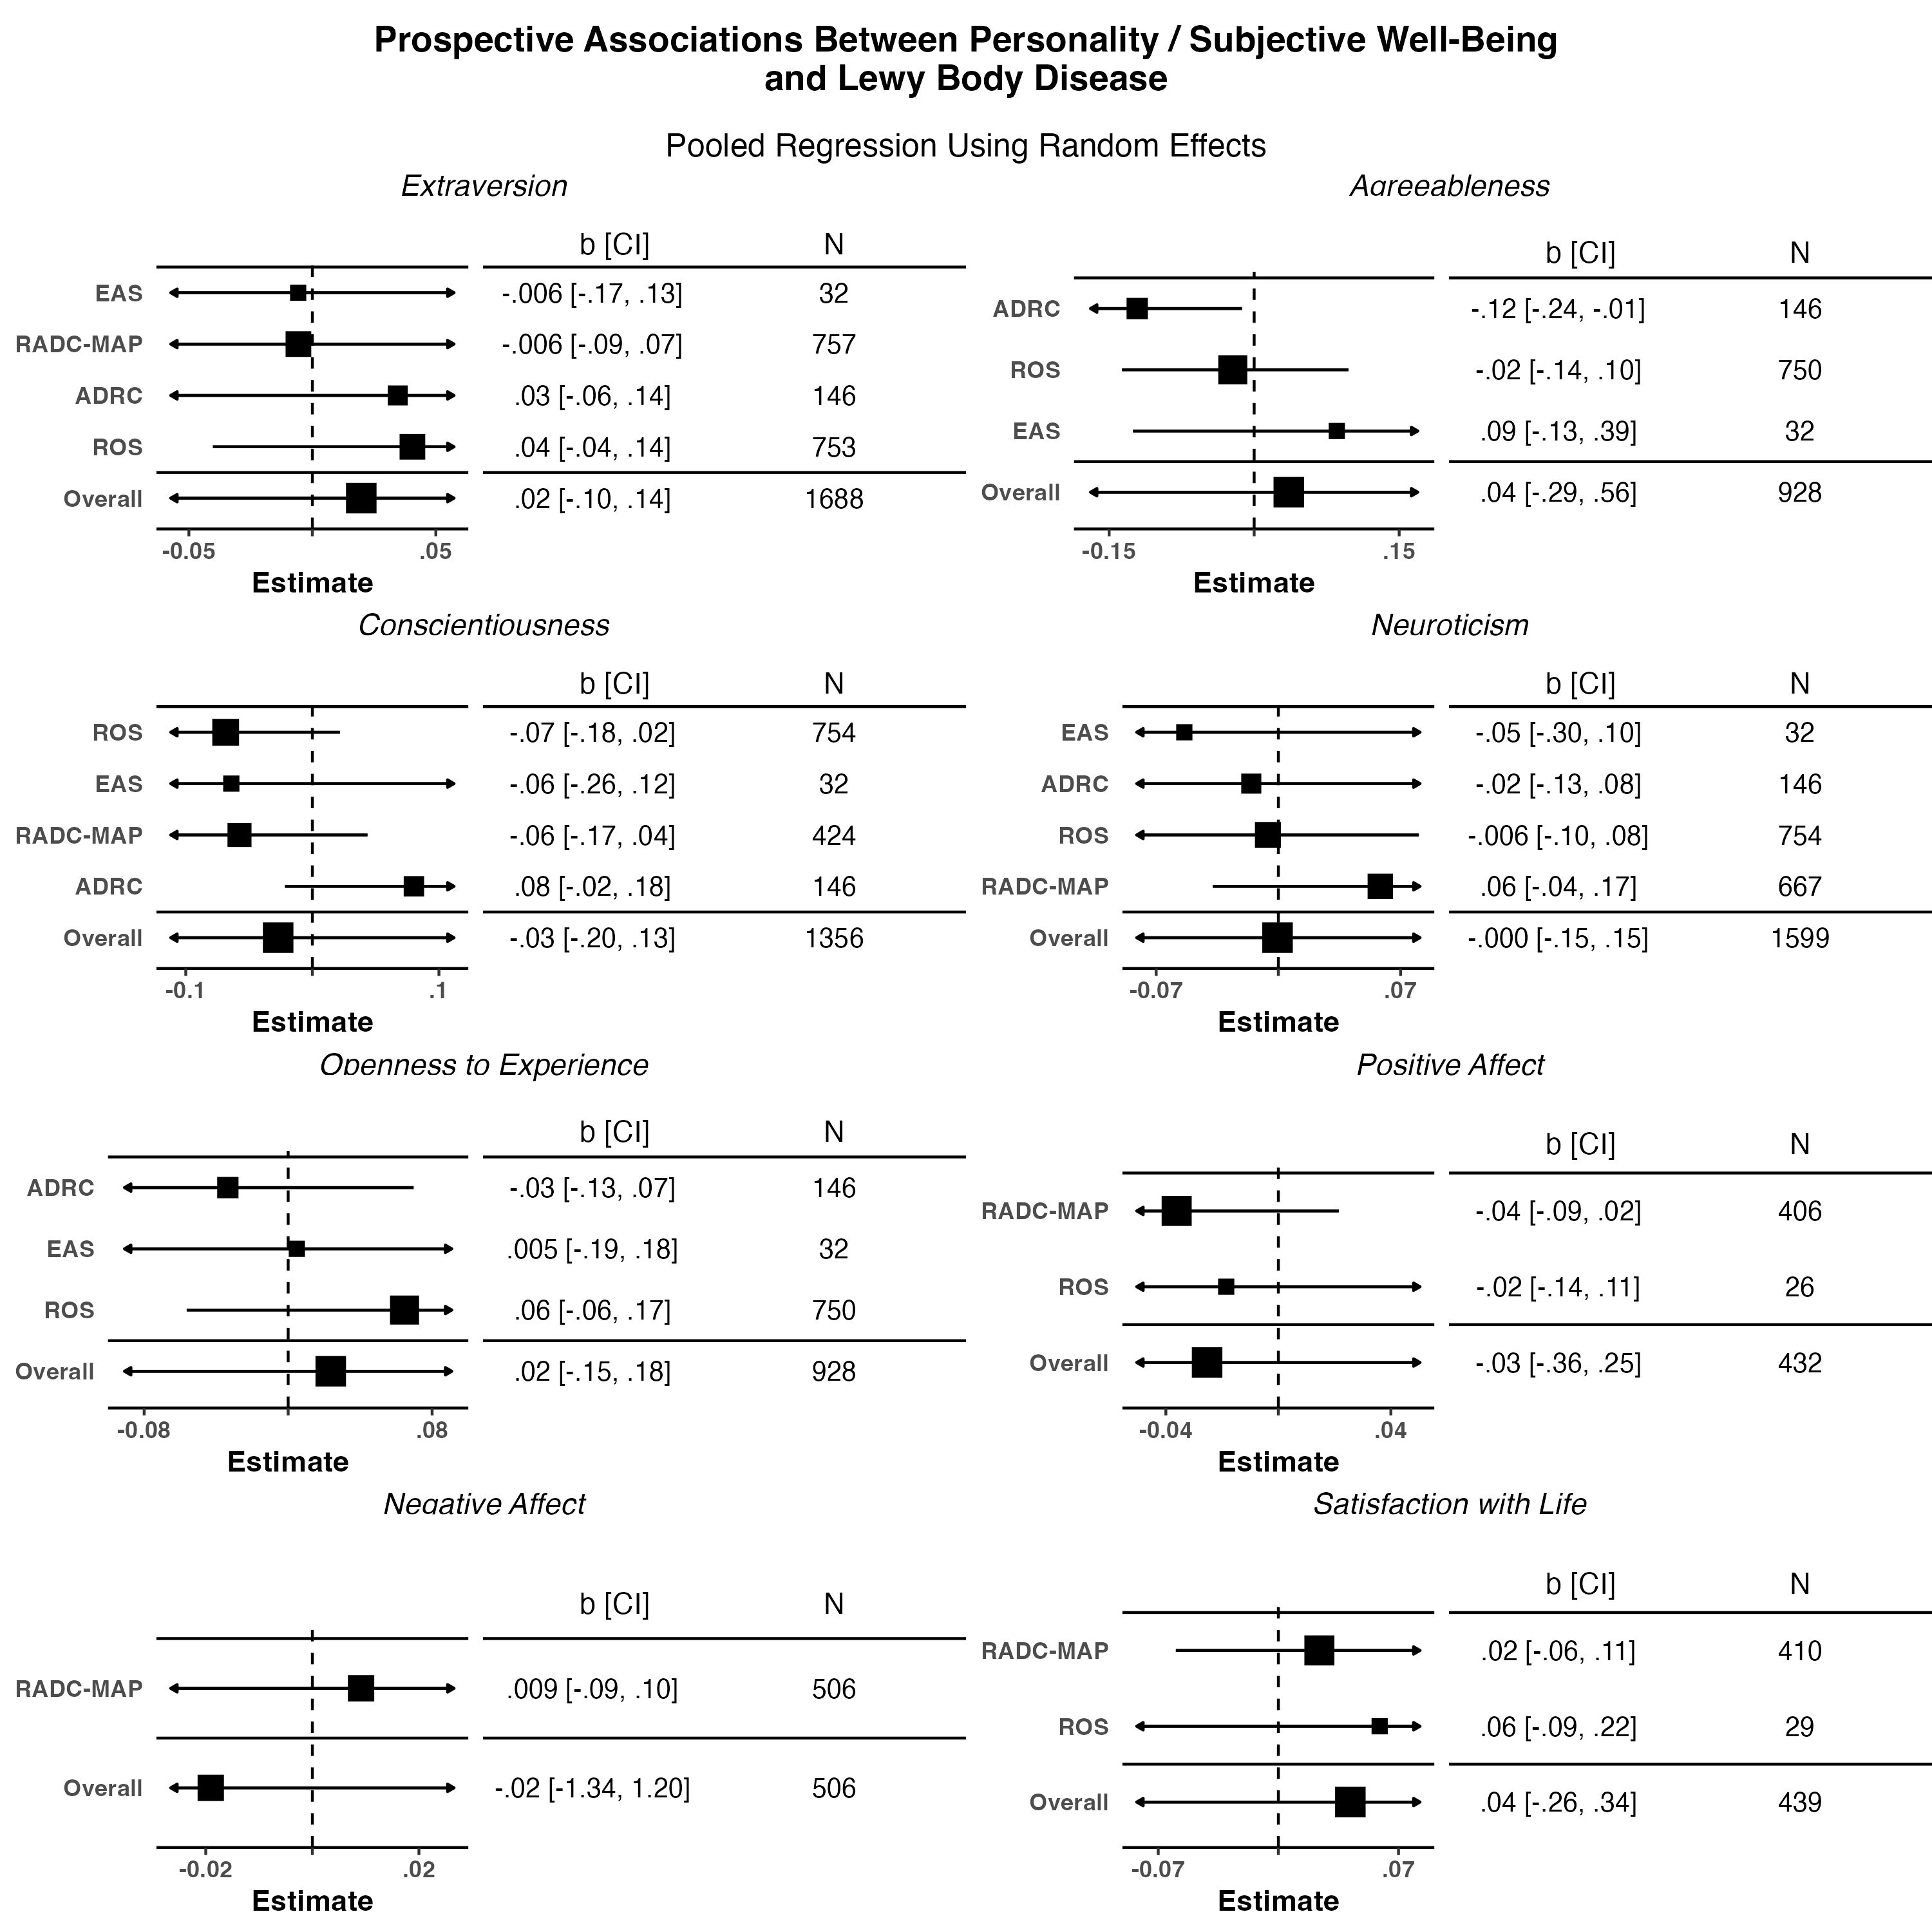 Prospective Associations Between Personality / Subjective Well-Being
and Lewy Body Disease
Pooled Regression Using Random Effects
Extraversion
b [CI] N
EAS -.006 [-.17, .13] 32
RADC-MAP -.006 [-.09, .07] 757
ADRC .03 [-.06, .14] 146
ROS .04 [-.04, .14] 753
Overall .02 [-.10, .14] 1688
-0.05 .05
Estimate
Agreeableness
b [CI] N
ADRC -.12 [-.24, -.01] 146
ROS -.02 [-.14, .10] 750
EAS .09 [-.13, .39] 32
Overall .04 [-.29, .56] 928
-0.15 .15
Estimate
Conscientiousness
b [CI] N
ROS -.07 [-.18, .02] 754
EAS -.06 [-.26, .12] 32
RADC-MAP -.06 [-.17, .04] 424
ADRC .08 [-.02, .18] 146
Overall -.03 [-.20, .13] 1356
-0.1 .1
Estimate
Neuroticism
b [CI] N
EAS -.05 [-.30, .10] 32
ADRC -.02 [-.13, .08] 146
ROS -.006 [-.10, .08] 754
RADC-MAP .06 [-.04, .17] 667
Overall -.000 [-.15, .15] 1599
-0.07 .07
Estimate
Openness to Experience
b [CI] N
ADRC -.03 [-.13, .07] 146
EAS .005 [-.19, .18] 32
ROS .06 [-.06, .17] 750
Overall .02 [-.15, .18] 928
-0.08 .08
Estimate
Positive Affect
b [CI] N
RADC-MAP -.04 [-.09, .02] 406
ROS -.02 [-.14, .11] 26
Overall -.03 [-.36, .25] 432
-0.04 .04
Estimate
Negative Affect
b [CI] N
RADC-MAP .009 [-.09, .10] 506
Overall -.02 [-1.34, 1.20] 506
-0.02 .02
Estimate
Satisfaction with Life
b [CI] N
RADC-MAP .02 [-.06, .11] 410
ROS .06 [-.09, .22] 29
Overall .04 [-.26, .34] 439
-0.07 .07
Estimate